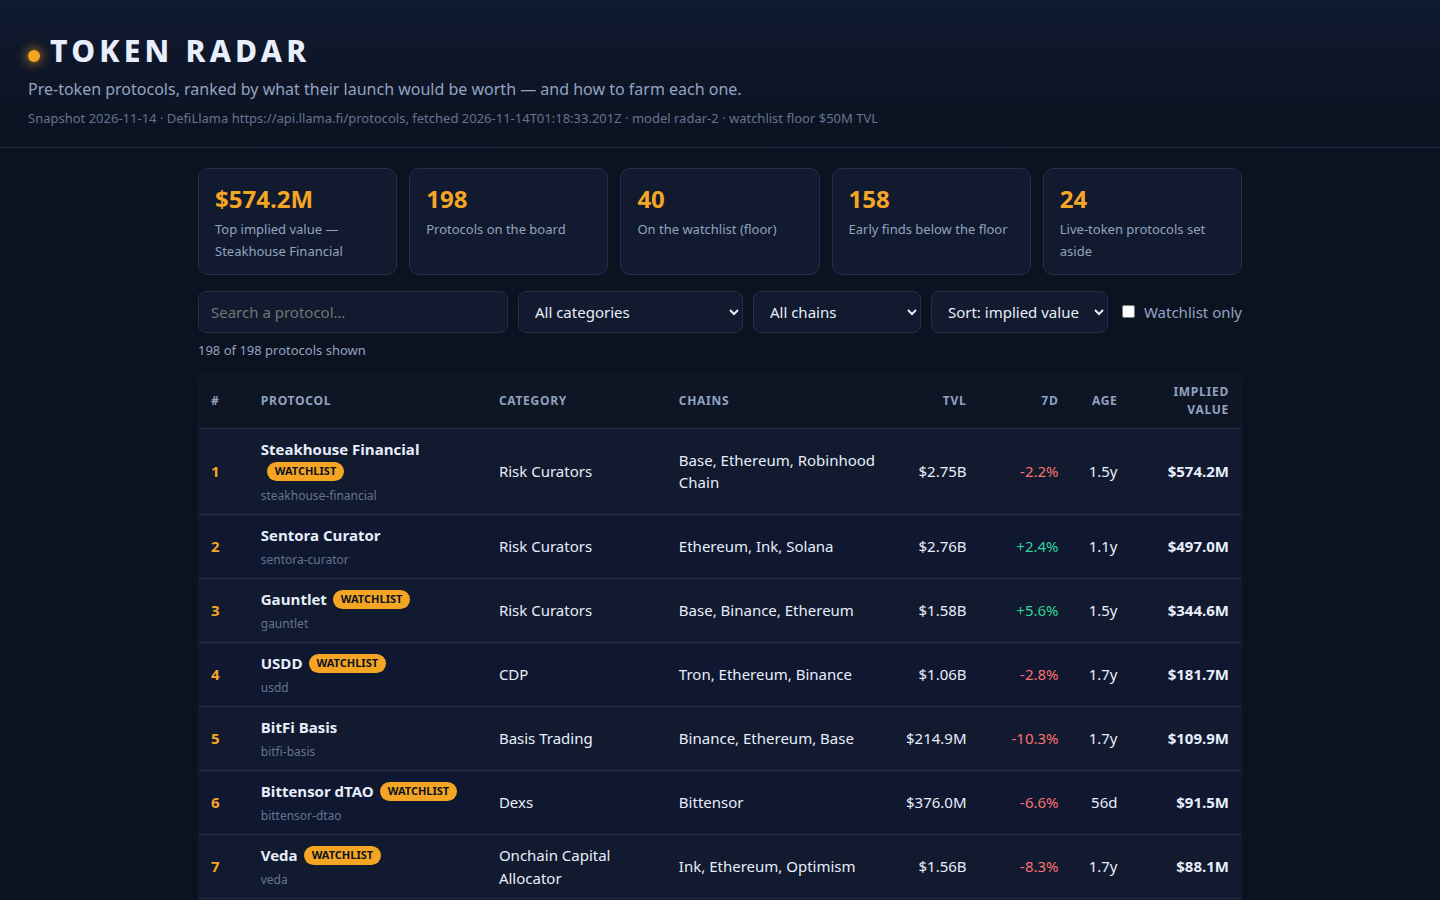 TOKEN RADAR
Pre-token protocols, ranked by what their launch would be worth — and how to farm each one.
Snapshot 2026-11-14 · DefiLlama https://api.llama.fi/protocols, fetched 2026-11-14T01:18:33.201Z · model radar-2 · watchlist floor $50M TVL
$574.2M
Top implied value —
Steakhouse Financial
198
Protocols on the board
40
On the watchlist (floor)
158
Early finds below the floor
24
Live-token protocols set
aside
Search a protocol...
All categories
All chains
Sort: implied value
Watchlist only
198 of 198 protocols shown
# PROTOCOL CATEGORY CHAINS TVL 7D AGE IMPLIED
VALUE
Steakhouse Financial
1 WATCHLIST Risk Curators Base, Ethereum, Robinhood
Chain $2.75B -2.2% 1.5y $574.2M
steakhouse-financial
Sentora Curator
2 Risk Curators Ethereum, Ink, Solana $2.76B +2.4% 1.1y $497.0M
sentora-curator
Gauntlet WATCHLIST
3 Risk Curators Base, Binance, Ethereum $1.58B +5.6% 1.5y $344.6M
gauntlet
USDD WATCHLIST
4 CDP Tron, Ethereum, Binance $1.06B -2.8% 1.7y $181.7M
usdd
BitFi Basis
5 Basis Trading Binance, Ethereum, Base $214.9M -10.3% 1.7y $109.9M
bitfi-basis
Bittensor dTAO WATCHLIST
6 Dexs Bittensor $376.0M -6.6% 56d $91.5M
bittensor-dtao
Veda WATCHLIST
7 Onchain Capital
Allocator Ink, Ethereum, Optimism $1.56B -8.3% 1.7y $88.1M
veda